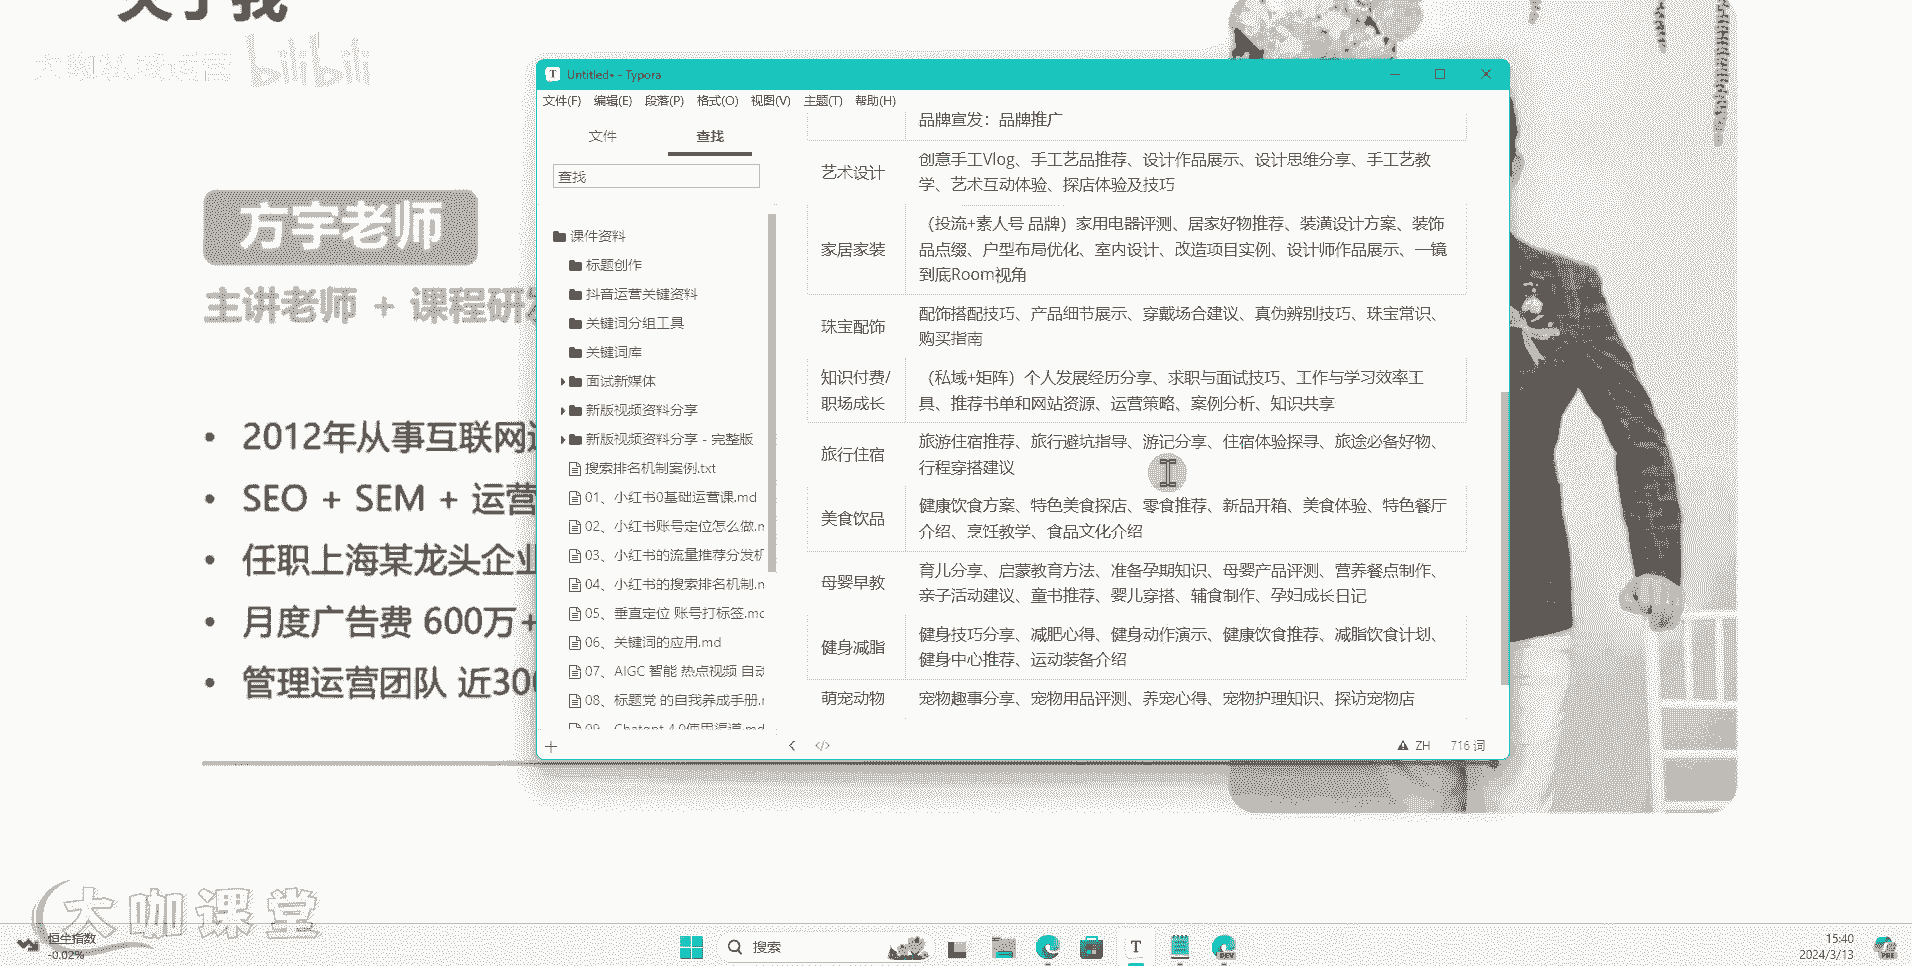 关于我
大咖私域运营 bilibili
方宇老师
主讲老师 + 课程研发
2012年从事互联网
SEO + SEM + 运营
任职上海某龙头企业
月度广告费 600万+
管理运营团队 近300
Untitled• - Typora
文件(F) 编辑(E) 段落(P) 格式(O) 视图(V) 主题(T) 帮助(H)
文件 查找
查找
课件资料
标题创作
抖音运营关键资料
关键词分组工具
关键词库
面试新媒体
新版视频资料分享
新版视频资料分享 - 完整版
搜索排名机制案例.txt
01、小红书0基础运营课.md
02、小红书账号定位怎么做.m
03、小红书的流量推荐分发机
04、小红书的搜索排名机制.m
05、垂直定位 账号打标签.md
06、关键词的应用.md
07、AIGC 智能 热点视频 自动
08、标题党 的自我养成手册.m
09、Chatgpt 4.0使用渠道.md
品牌宣发：品牌推广
艺术设计
创意手工Vlog、手工艺品推荐、设计作品展示、设计思维分享、手工艺教
学、艺术互动体验、探店体验及技巧
家居家装
（投流+素人号 品牌）家用电器评测、居家好物推荐、装潢设计方案、装饰
品点缀、户型布局优化、室内设计、改造项目实例、设计师作品展示、一镜
到底Room视角
珠宝配饰
配饰搭配技巧、产品细节展示、穿戴场合建议、真伪辨别技巧、珠宝常识、
购买指南
知识付费/
职场成长
（私域+矩阵）个人发展经历分享、求职与面试技巧、工作与学习效率工
具、推荐书单和网站资源、运营策略、案例分析、知识共享
旅行住宿
旅游住宿推荐、旅行避坑指导、游记分享、住宿体验探寻、旅途必备好物、
行程穿搭建议
美食饮品
健康饮食方案、特色美食探店、零食推荐、新品开箱、美食体验、特色餐厅
介绍、烹饪教学、食品文化介绍
母婴早教
育儿分享、启蒙教育方法、准备孕期知识、母婴产品评测、营养餐点制作、
亲子活动建议、童书推荐、婴儿穿搭、辅食制作、孕妇成长日记
健身减脂
健身技巧分享、减肥心得、健身动作演示、健康饮食推荐、减脂饮食计划、
健身中心推荐、运动装备介绍
萌宠动物
宠物趣事分享、宠物用品评测、养宠心得、宠物护理知识、探访宠物店
ZH 716 词
大咖课堂
恒生指数
-0.02%
搜索
15:40
2024/3/13